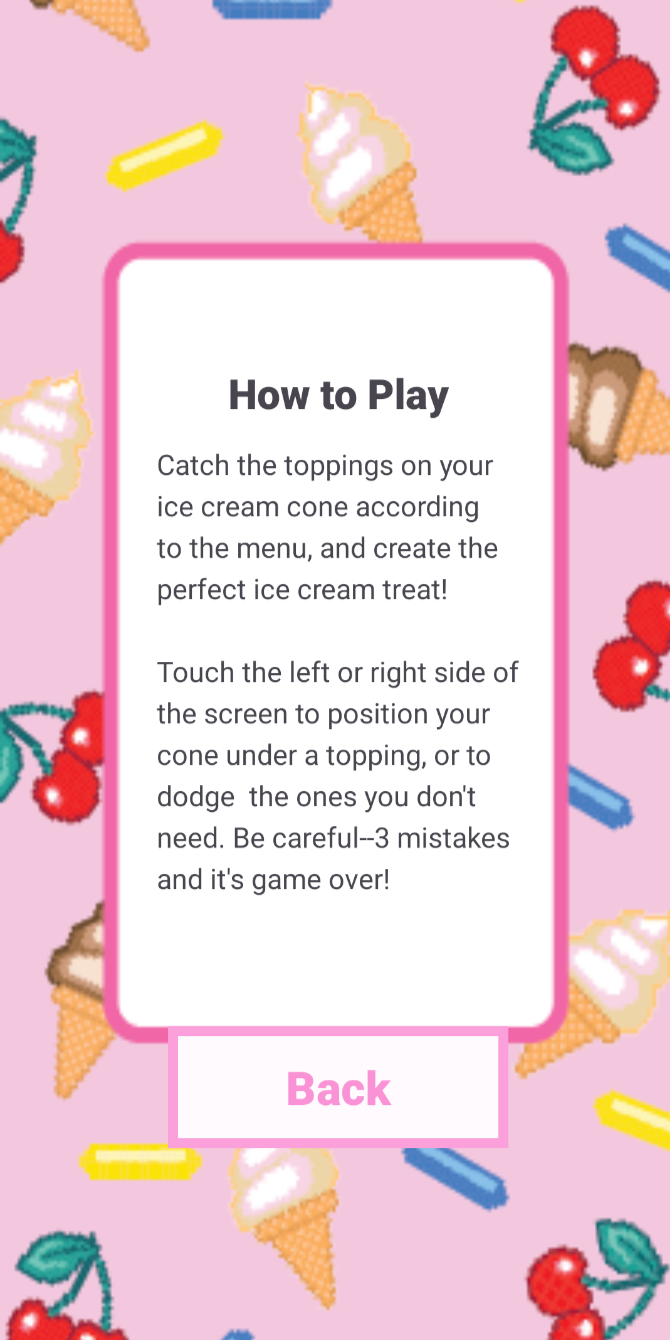 How to Play
Catch the toppings on your
ice cream cone according
to the menu, and create the
perfect ice cream treat!
Touch the left or right side of
the screen to position your
cone under a topping, or to
dodge  the ones you don't
need. Be careful--3 mistakes
and it's game over!
Back